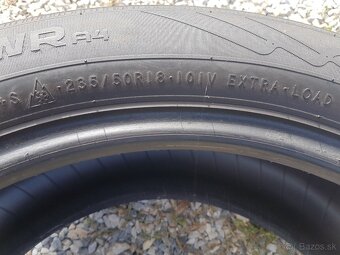 WR A4
·235/50R18·101V EXTRA·LOAD
Bazos.sk